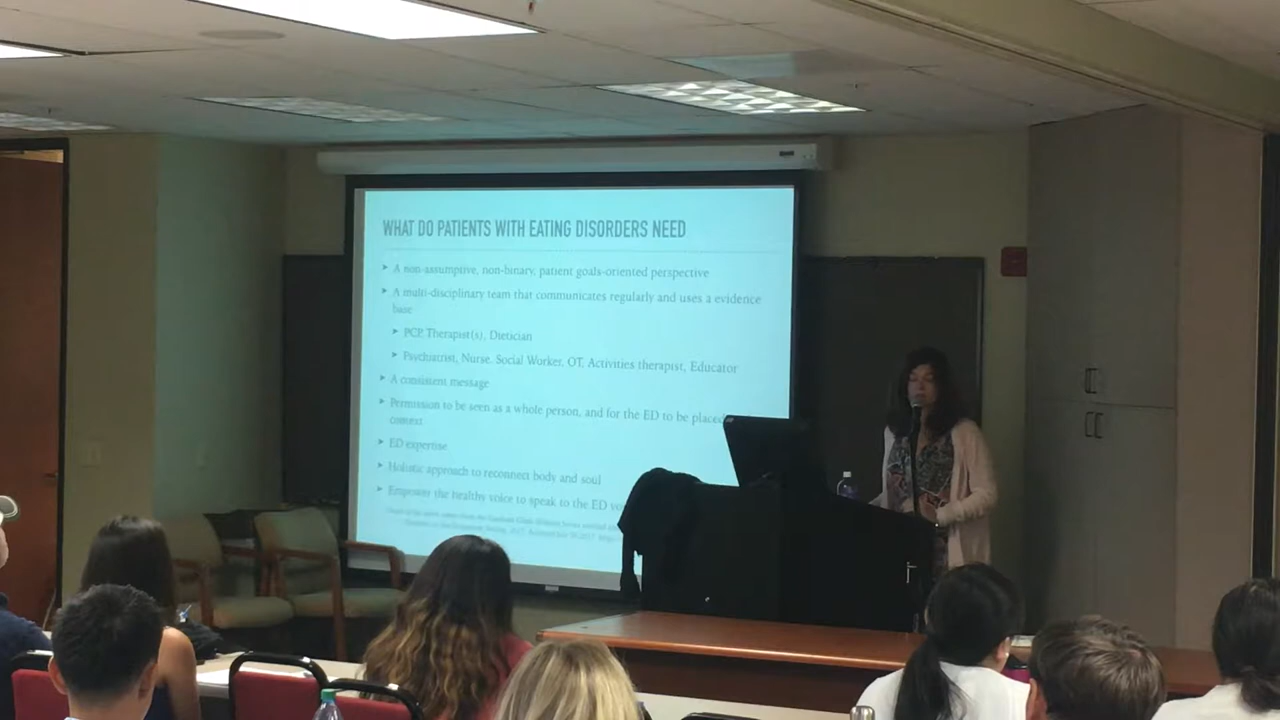 WHAT DO PATIENTS WITH EATING DISORDERS NEED
➤ A non-assumptive, non-binary, patient goals-oriented perspective
➤ A multi-disciplinary team that communicates regularly and uses a evidence
base
➤ PCP, Therapist(s), Dietician
➤ Psychiatrist, Nurse, Social Worker, OT, Activities therapist, Educator
➤ A consistent message
➤ Permission to be seen as a whole person, and for the ED to be placed
context
➤ ED expertise
➤ Holistic approach to reconnect body and soul
➤ Empower the healthy voice to speak to the ED